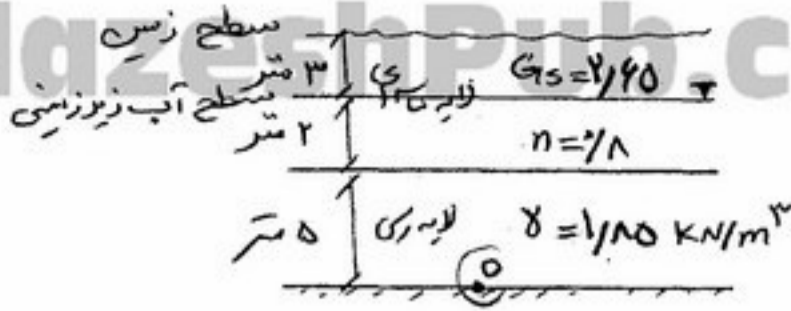 سطح زمین
۳ متر لایه ماسه‌ای Gs=۲٫۶۵
سطح آب زیرزمینی
۲ متر n=۰٫۸
۵ متر لایه رسی γ=۱٫۸۵ KN/m³
O